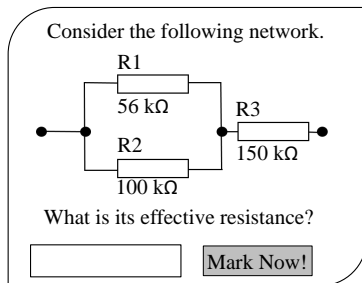 Consider the following network.
R1
56 kΩ
R2
100 kΩ
R3
150 kΩ
What is its effective resistance?
Mark Now!